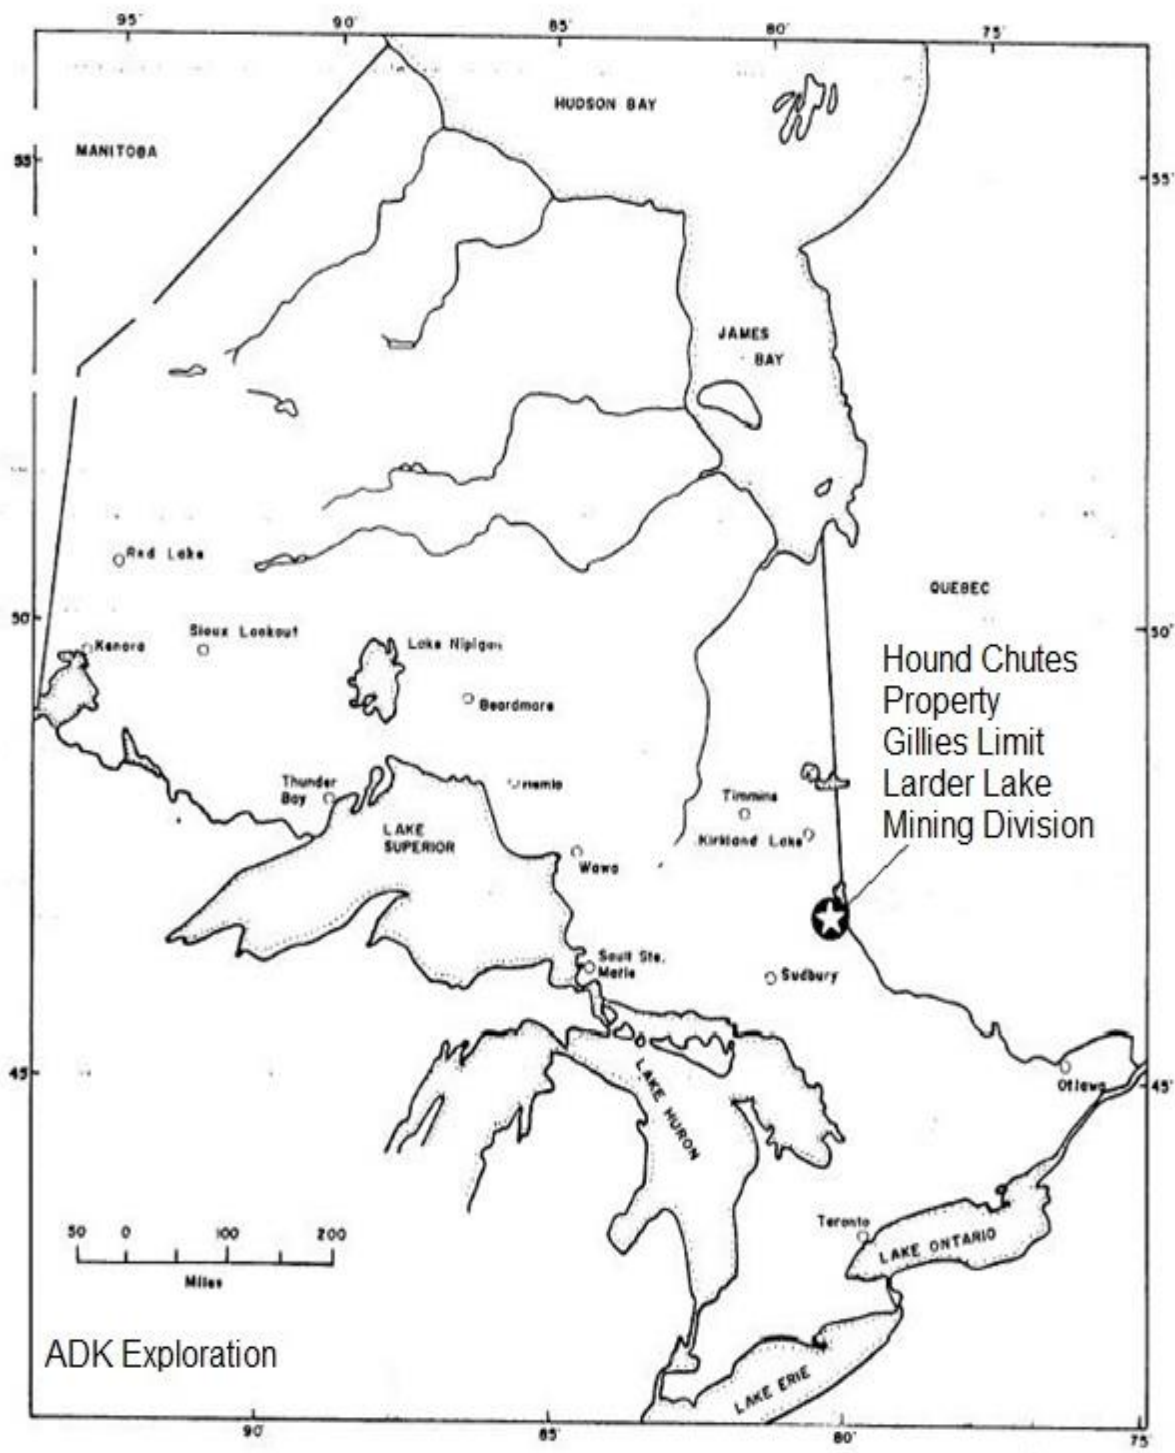 95°
90°
85°
80°
75°
HUDSON BAY
MANITOBA
55°
55°
JAMES
BAY
Red Lake
QUEBEC
50°
50°
Kenora
Sioux Lookout
Lake Nipigon
Beardmore
Hound Chutes
Property
Gillies Limit
Larder Lake
Mining Division
Thunder
Bay
Timmins
Kirkland Lake
LAKE
SUPERIOR
Wawa
Sault Ste.
Marie
Sudbury
45°
45°
Ottawa
LAKE HURON
Toronto
LAKE ONTARIO
50 0 100 200
Miles
ADK Exploration
LAKE ERIE
90°
85°
80°
75°